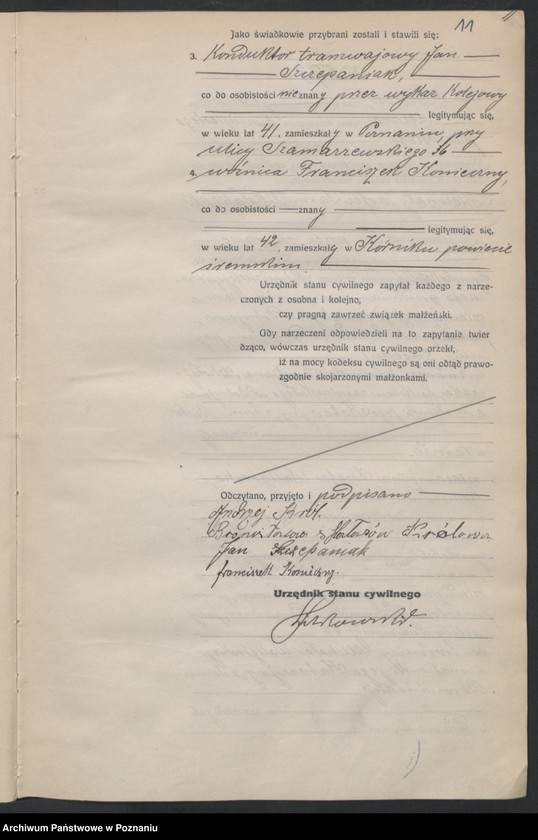 11
Jako świadkowie przybrani zostali i stawili się:
3. Konduktor tramwajowy Jan
Szczepaniak,
co do osobistości nieznany przez wykaz Kolejowy
legitymując się,
w wieku lat 41, zamieszkały w Poznaniu, przy
ulicy Szamarzewskiego 36
4. woźnica Franciszek Konieczny,
co do osobistości — znany
legitymując się,
w wieku lat 42, zamieszkały w Kórniku powiecie
śremskim
Urzędnik stanu cywilnego zapytał każdego z narze-
czonych z osobna i kolejno,
czy pragną zawrzeć związek małżeński.
Gdy narzeczeni odpowiedzieli na to zapytanie twier
dząco, wówczas urzędnik stanu cywilnego orzekł,
iż na mocy kodeksu cywilnego są oni odtąd prawo-
zgodnie skojarzonymi małżonkami.
Odczytano, przyjęto i podpisano
Andrzej Król.
Królowa
Jan Szczepaniak
franciszek Konieczny.
Urzędnik stanu cywilnego
Archiwum Państwowe w Poznaniu